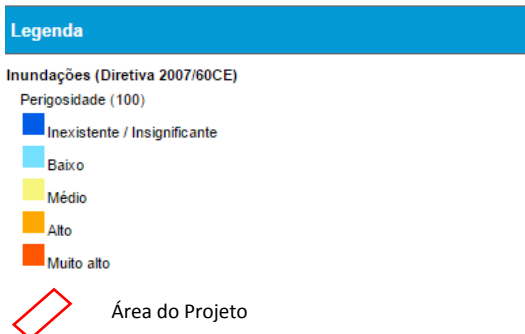 Legenda
Inundações (Diretiva 2007/60CE)
Perigosidade (100)
Inexistente / Insignificante
Baixo
Médio
Alto
Muito alto
Área do Projeto